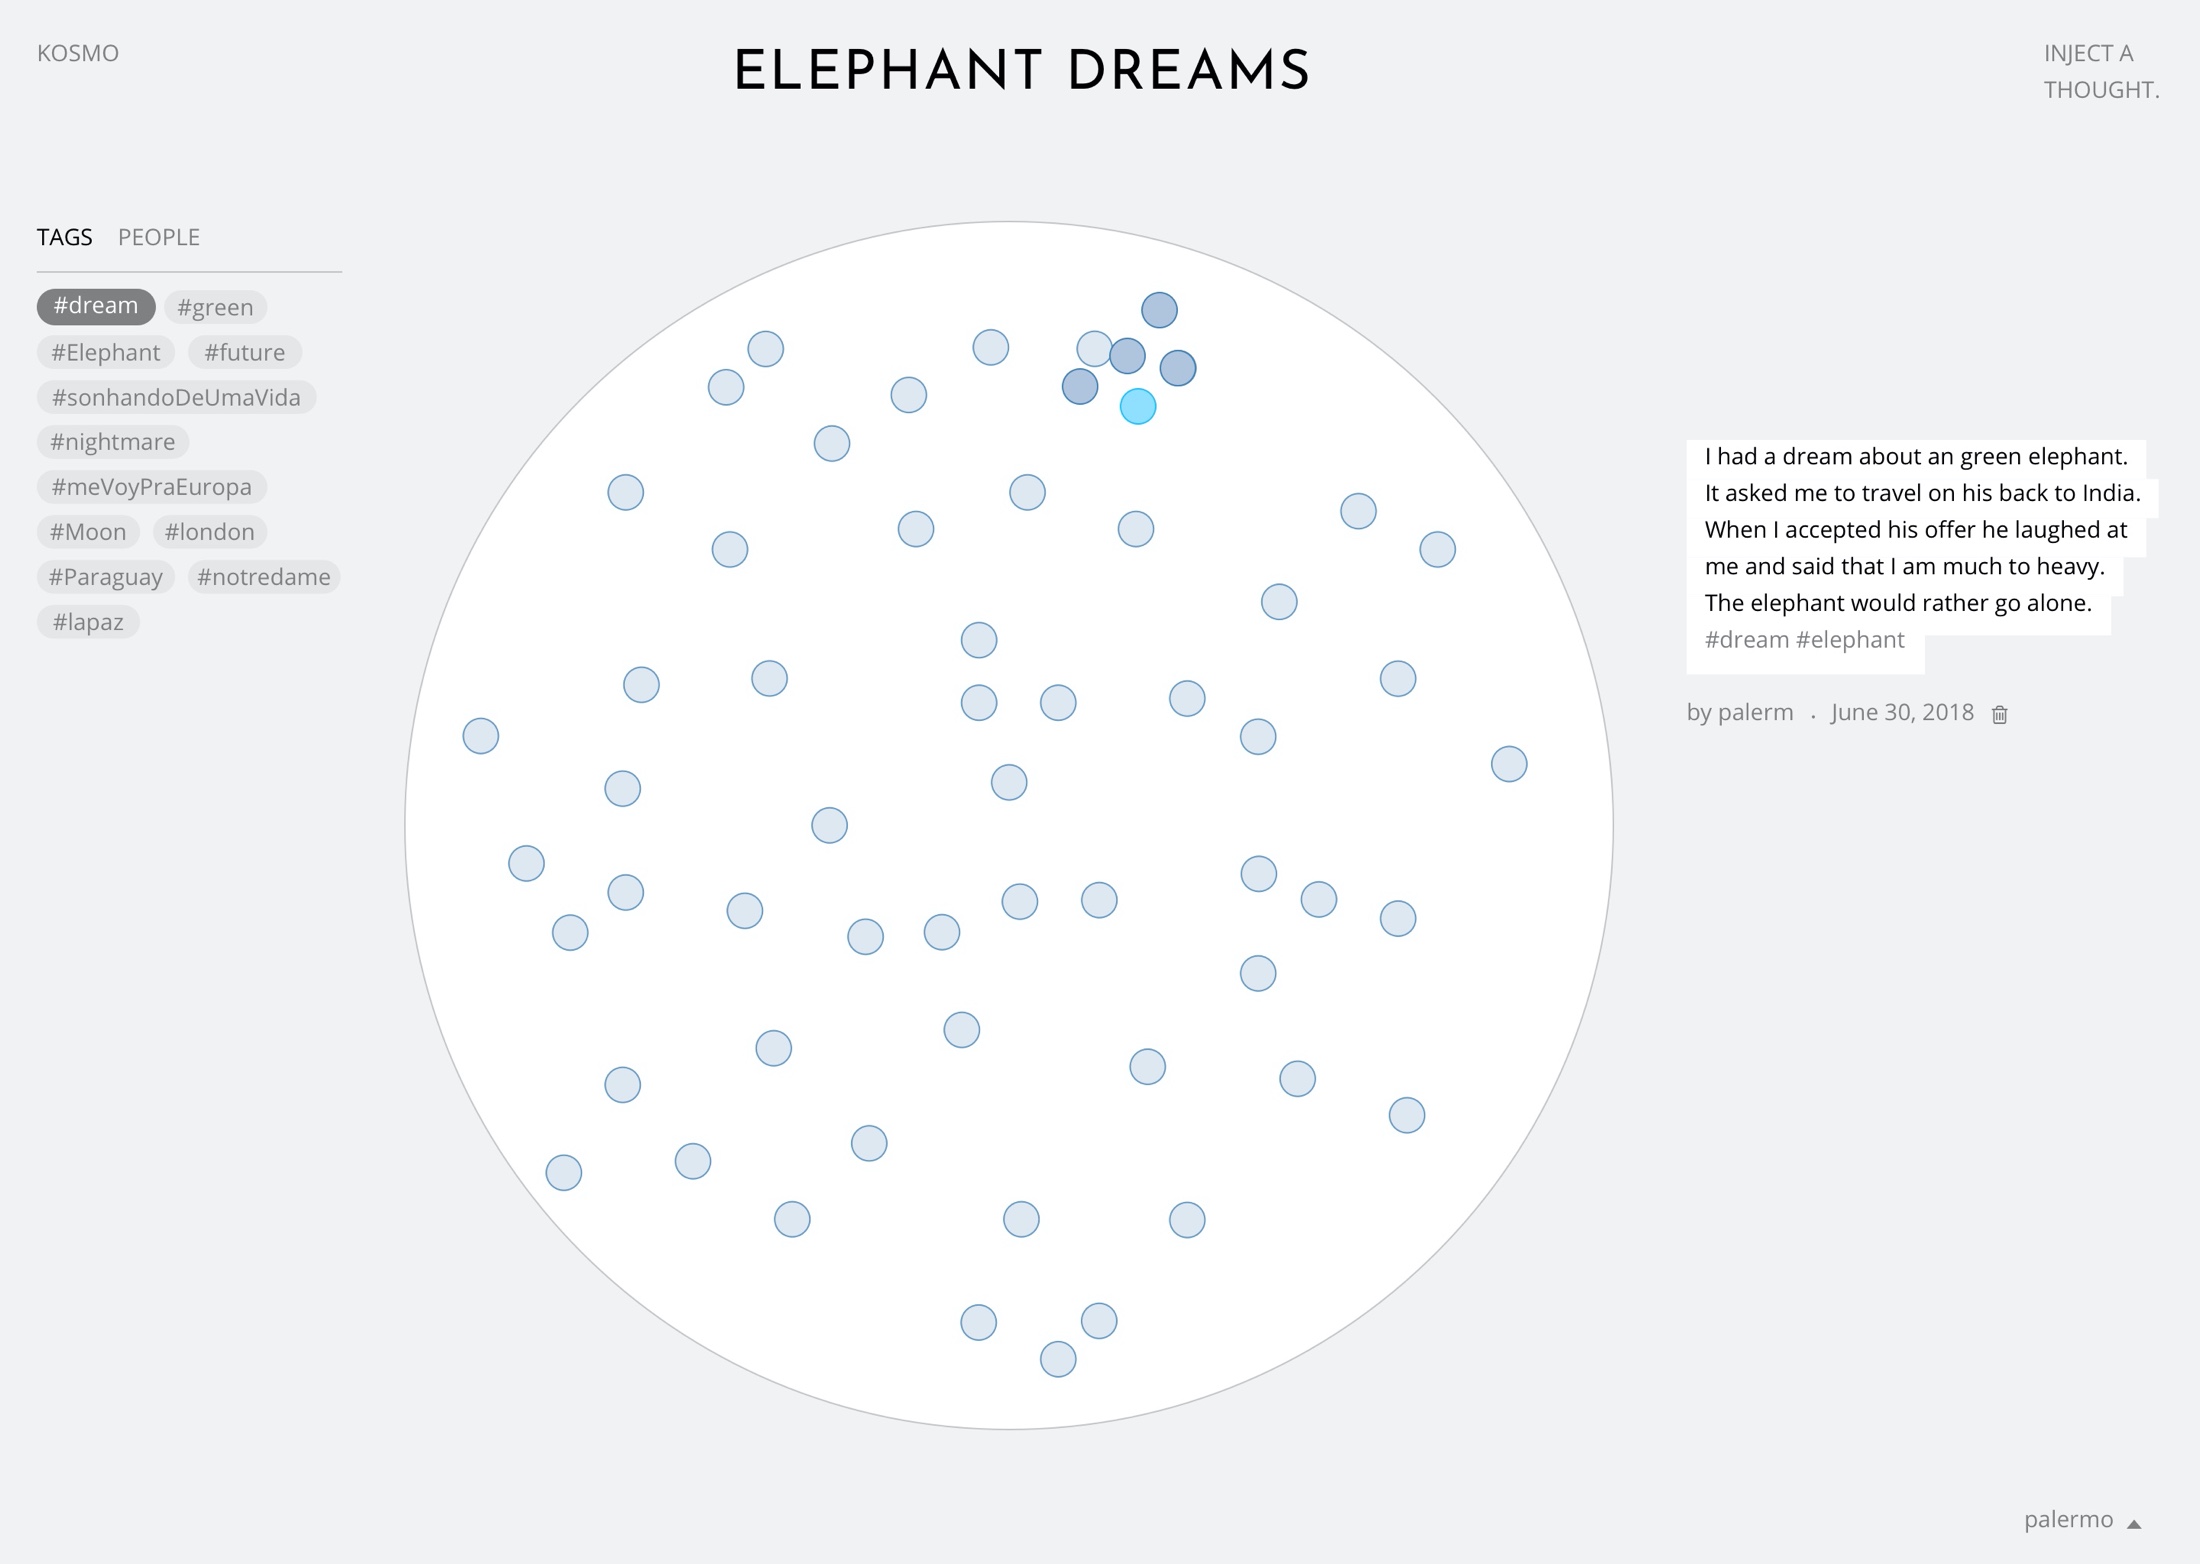 KOSMO
ELEPHANT DREAMS
INJECT A
THOUGHT.
TAGS PEOPLE
#dream #green
#Elephant #future
#sonhandoDeUmaVida
#nightmare
#meVoyPraEuropa
#Moon #london
#Paraguay #notredame
#lapaz
I had a dream about an green elephant.
It asked me to travel on his back to India.
When I accepted his offer he laughed at
me and said that I am much to heavy.
The elephant would rather go alone.
#dream #elephant
by palerm . June 30, 2018
palermo